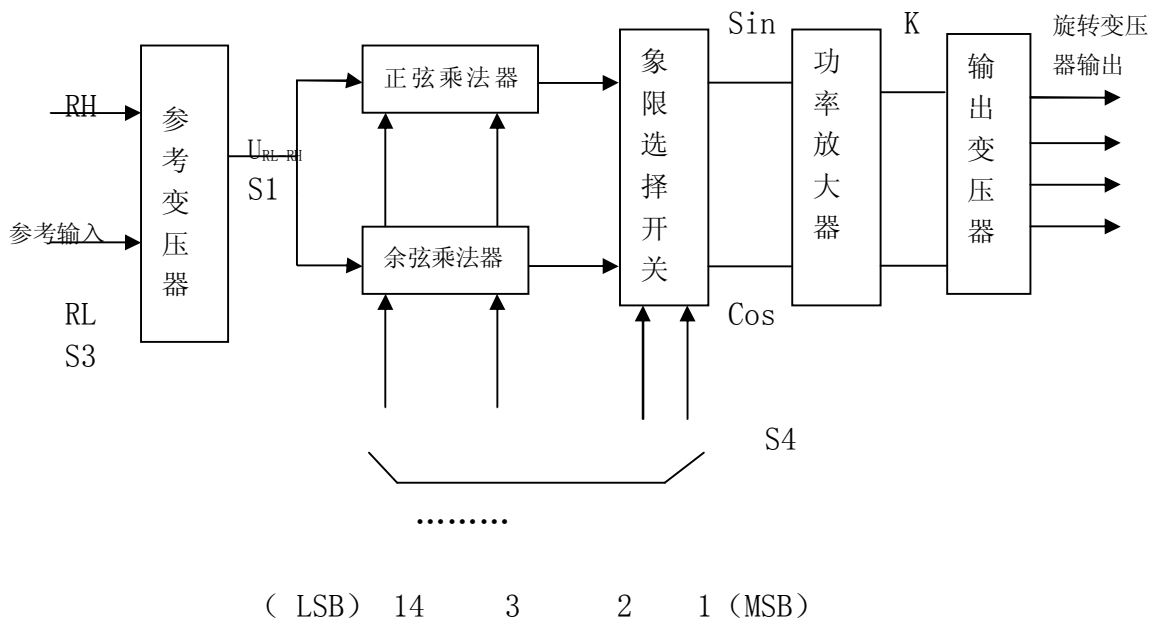 Sin
K
旋转变压
器输出
RH
参考变压器
正弦乘法器
象限选择开关
功率放大器
输出变压器
U_RL-RH
S1
参考输入
余弦乘法器
RL
S3
Cos
S4
………
（ LSB） 14 3 2 1（MSB）